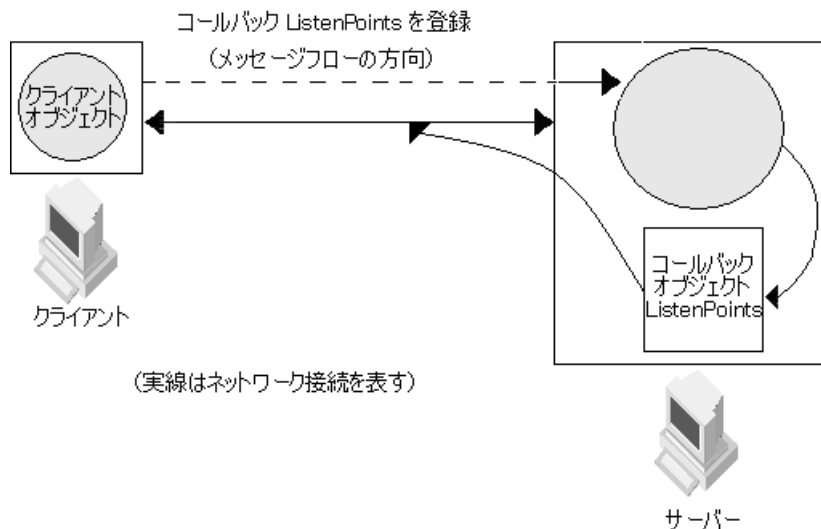 コールバック ListenPoints を登録
(メッセージフローの方向)
クライアント
オブジェクト
コールバック
オブジェクト
ListenPoints
クライアント
(実線はネットワーク接続を表す)
サーバー